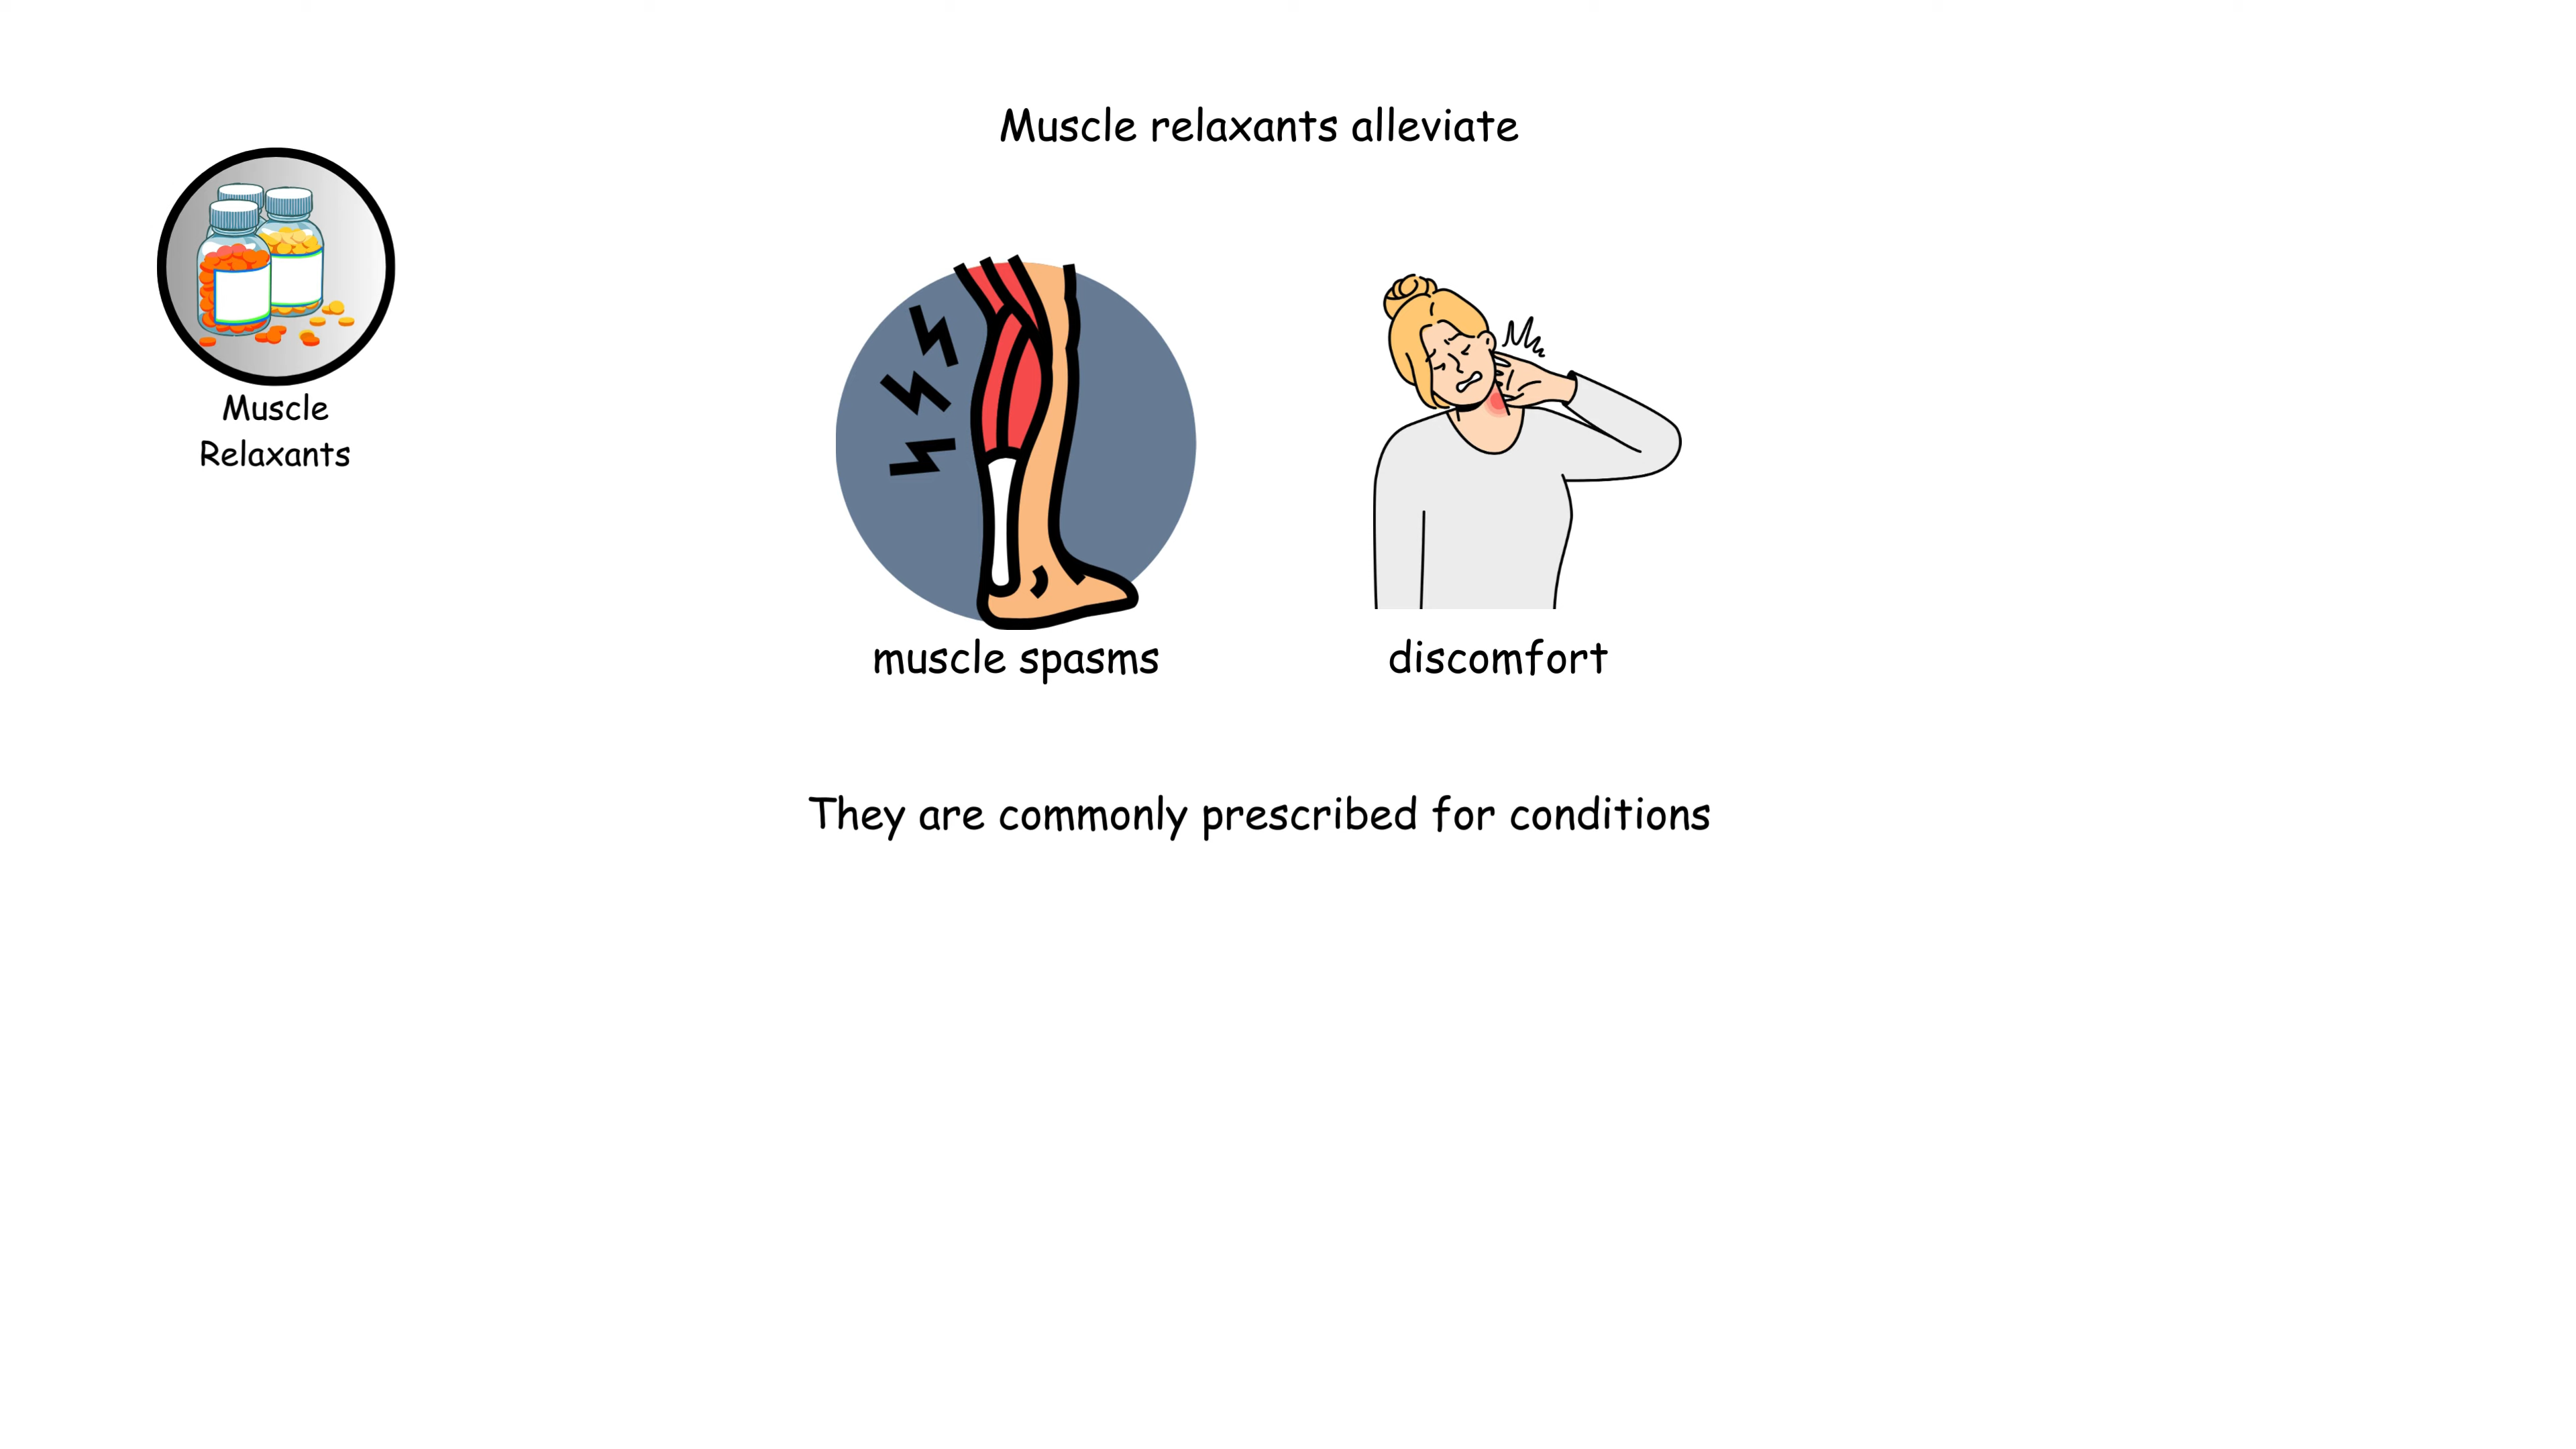 Muscle relaxants alleviate
Muscle
Relaxants
muscle spasms
discomfort
They are commonly prescribed for conditions